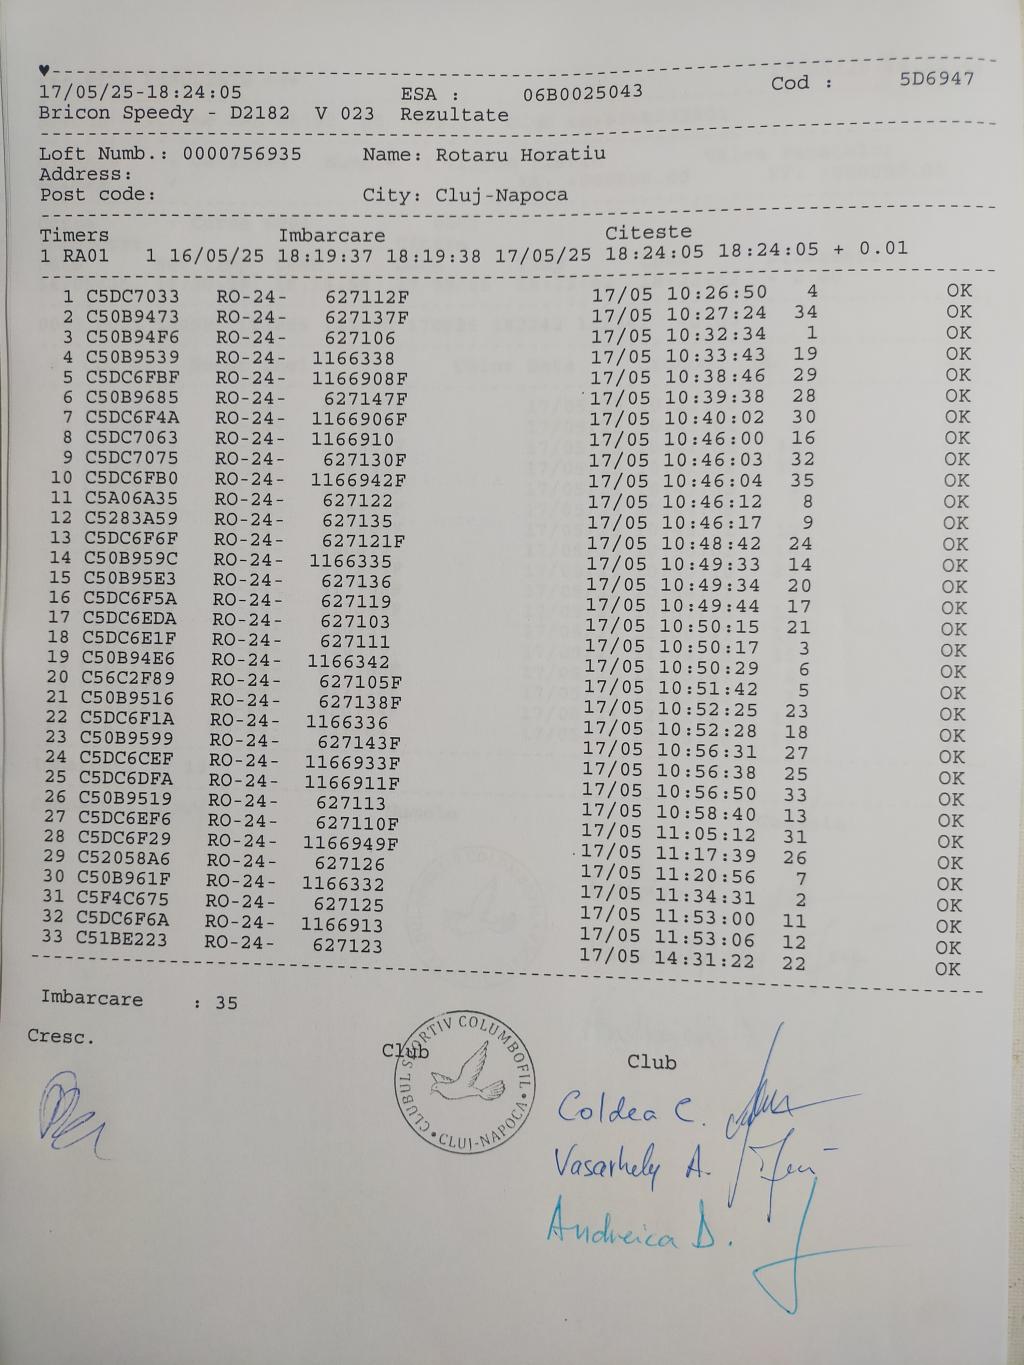 ♥
17/05/25-18:24:05 ESA : 06B0025043 Cod : 5D6947
Bricon Speedy - D2182 V 023 Rezultate
Loft Numb.: 0000756935 Name: Rotaru Horatiu
Address:
Post code: City: Cluj-Napoca
Timers Imbarcare Citeste
1 RA01 1 16/05/25 18:19:37 18:19:38 17/05/25 18:24:05 18:24:05 + 0.01
1 C5DC7033 RO-24- 627112F 17/05 10:26:50 4 OK
2 C50B9473 RO-24- 627137F 17/05 10:27:24 34 OK
3 C50B94F6 RO-24- 627106 17/05 10:32:34 1 OK
4 C50B9539 RO-24- 1166338 17/05 10:33:43 19 OK
5 C5DC6FBF RO-24- 1166908F 17/05 10:38:46 29 OK
6 C50B9685 RO-24- 627147F 17/05 10:39:38 28 OK
7 C5DC6F4A RO-24- 1166906F 17/05 10:40:02 30 OK
8 C5DC7063 RO-24- 1166910 17/05 10:46:00 16 OK
9 C5DC7075 RO-24- 627130F 17/05 10:46:03 32 OK
10 C5DC6FB0 RO-24- 1166942F 17/05 10:46:04 35 OK
11 C5A06A35 RO-24- 627122 17/05 10:46:12 8 OK
12 C5283A59 RO-24- 627135 17/05 10:46:17 9 OK
13 C5DC6F6F RO-24- 627121F 17/05 10:48:42 24 OK
14 C50B959C RO-24- 1166335 17/05 10:49:33 14 OK
15 C50B95E3 RO-24- 627136 17/05 10:49:34 20 OK
16 C5DC6F5A RO-24- 627119 17/05 10:49:44 17 OK
17 C5DC6EDA RO-24- 627103 17/05 10:50:15 21 OK
18 C5DC6E1F RO-24- 627111 17/05 10:50:17 3 OK
19 C50B94E6 RO-24- 1166342 17/05 10:50:29 6 OK
20 C56C2F89 RO-24- 627105F 17/05 10:51:42 5 OK
21 C50B9516 RO-24- 627138F 17/05 10:52:25 23 OK
22 C5DC6F1A RO-24- 1166336 17/05 10:52:28 18 OK
23 C50B9599 RO-24- 627143F 17/05 10:56:31 27 OK
24 C5DC6CEF RO-24- 1166933F 17/05 10:56:38 25 OK
25 C5DC6DFA RO-24- 1166911F 17/05 10:56:50 33 OK
26 C50B9519 RO-24- 627113 17/05 10:58:40 13 OK
27 C5DC6EF6 RO-24- 627110F 17/05 11:05:12 31 OK
28 C5DC6F29 RO-24- 1166949F 17/05 11:17:39 26 OK
29 C52058A6 RO-24- 627126 17/05 11:20:56 7 OK
30 C50B961F RO-24- 1166332 17/05 11:34:31 2 OK
31 C5F4C675 RO-24- 627125 17/05 11:53:00 11 OK
32 C5DC6F6A RO-24- 1166913 17/05 11:53:06 12 OK
33 C51BE223 RO-24- 627123 17/05 14:31:22 22 OK
Imbarcare : 35
Cresc. Club Club
CLUBUL SPORTIV COLUMBOFIL • CLUJ-NAPOCA •
Coldea C.
Vasarhely A.
Andreica D.